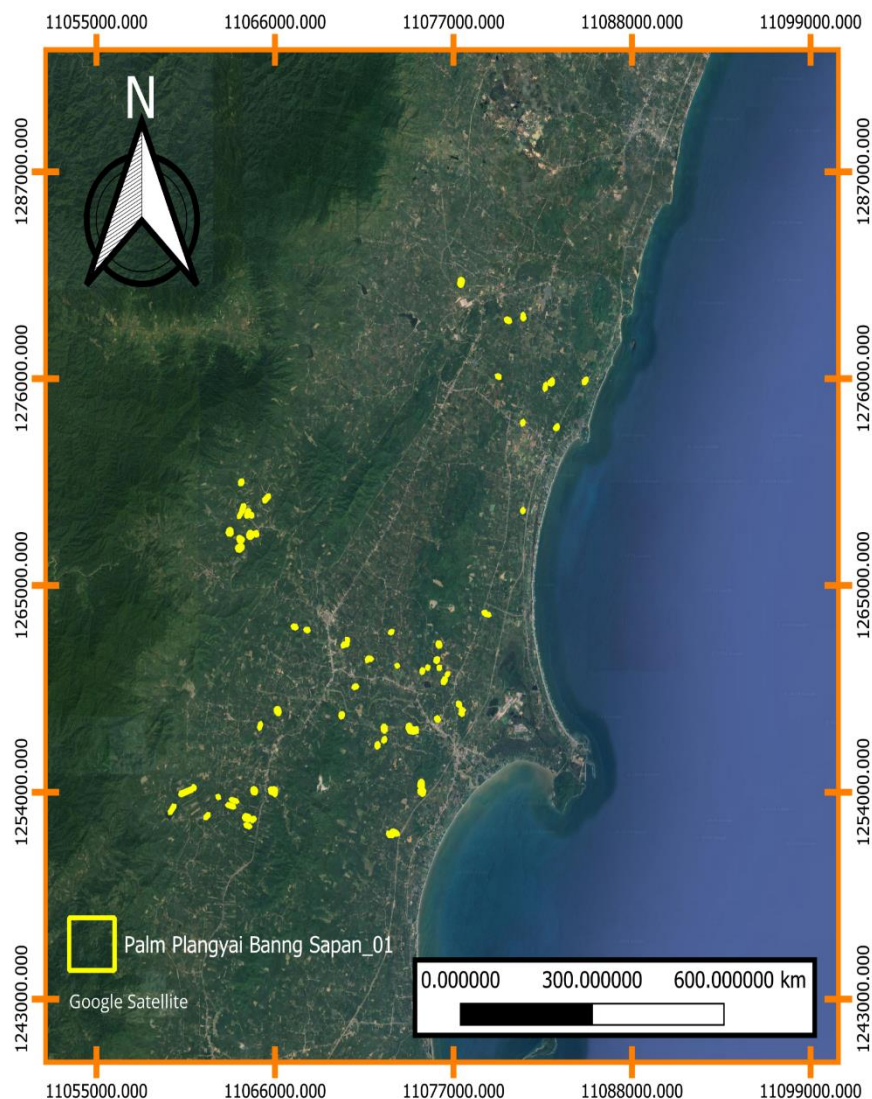 11055000.000 11066000.000 11077000.000 11088000.000 11099000.000
N
1287000.000 1287000.000
1276000.000 1276000.000
1265000.000 1265000.000
1254000.000 1254000.000
1243000.000 1243000.000
Palm Plangyai Banng Sapan_01
Google Satellite
0.000000 300.000000 600.000000 km
11055000.000 11066000.000 11077000.000 11088000.000 11099000.000